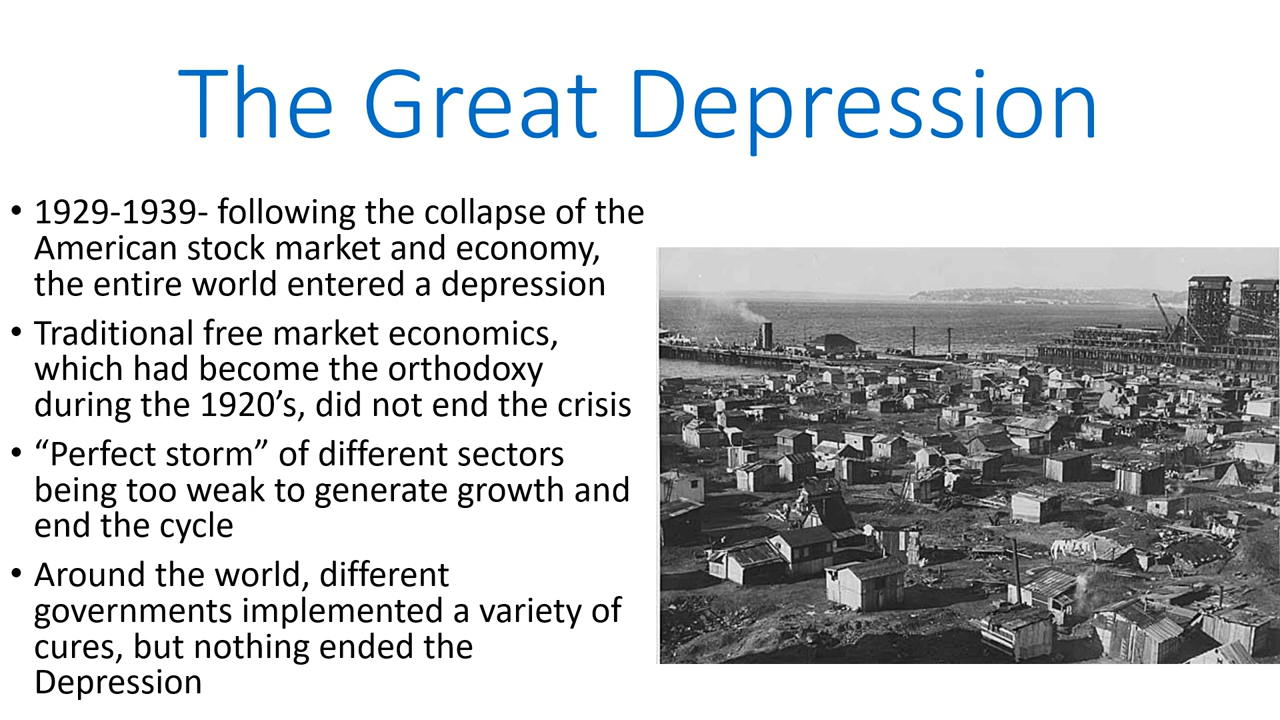 The Great Depression
• 1929-1939- following the collapse of the
American stock market and economy,
the entire world entered a depression
• Traditional free market economics,
which had become the orthodoxy
during the 1920’s, did not end the crisis
• “Perfect storm” of different sectors
being too weak to generate growth and
end the cycle
• Around the world, different
governments implemented a variety of
cures, but nothing ended the
Depression